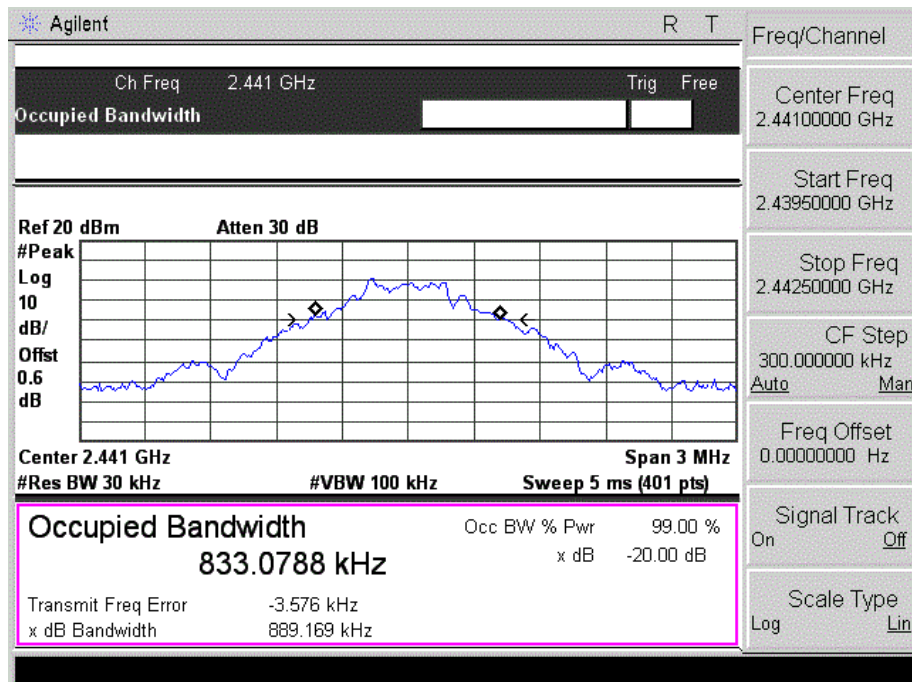 Agilent R T
Ch Freq 2.441 GHz Trig Free
Occupied Bandwidth
Ref 20 dBm Atten 30 dB
#Peak
Log
10
dB/
Offst
0.6
dB
Center 2.441 GHz Span 3 MHz
#Res BW 30 kHz #VBW 100 kHz Sweep 5 ms (401 pts)
Occupied Bandwidth Occ BW % Pwr 99.00 %
833.0788 kHz x dB -20.00 dB
Transmit Freq Error -3.576 kHz
x dB Bandwidth 889.169 kHz
Freq/Channel
Center Freq
2.44100000 GHz
Start Freq
2.43950000 GHz
Stop Freq
2.44250000 GHz
CF Step
300.000000 kHz
Auto Man
Freq Offset
0.00000000 Hz
Signal Track
On Off
Scale Type
Log Lin